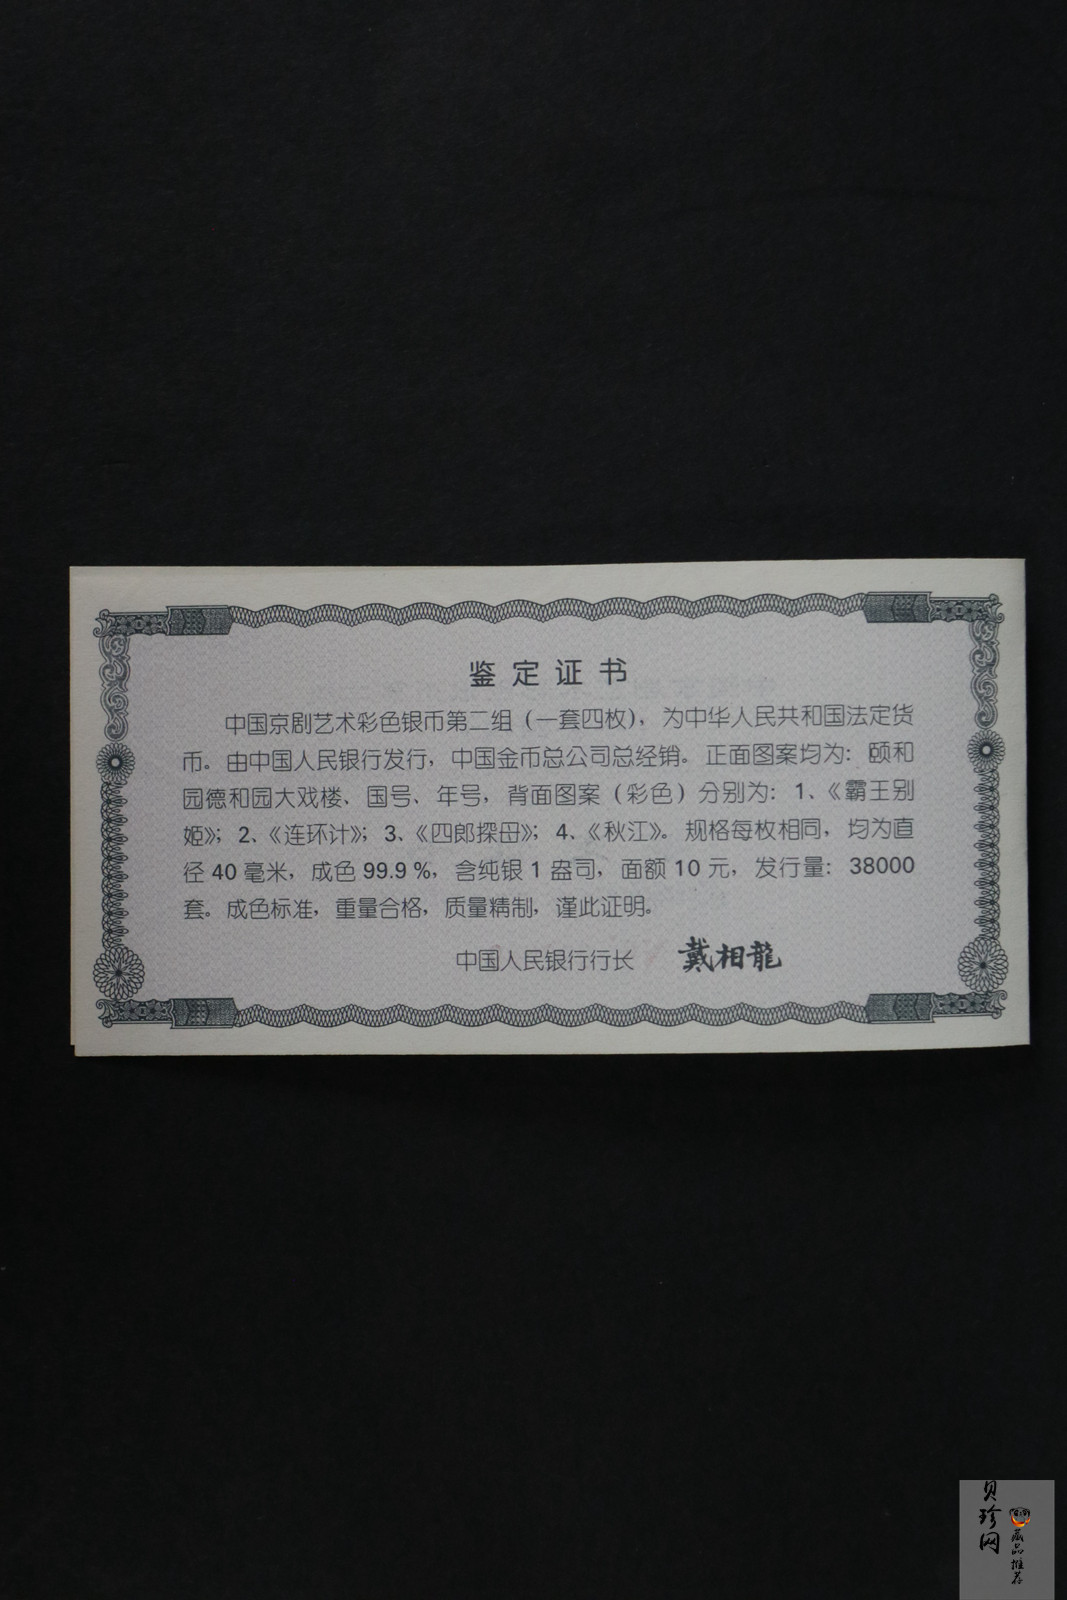 鉴定证书
中国京剧艺术彩色银币第二组（一套四枚），为中华人民共和国法定货
币。由中国人民银行发行，中国金币总公司总经销。正面图案均为：颐和
园德和园大戏楼、国号、年号，背面图案（彩色）分别为：1、《霸王别
姬》；2、《连环计》；3、《四郎探母》；4、《秋江》。规格每枚相同，均为直
径40毫米，成色99.9%，含纯银1盎司，面额10元，发行量：38000
套。成色标准，重量合格，质量精制，谨此证明。
中国人民银行行长 戴相龍
贝珍网
藏品推荐